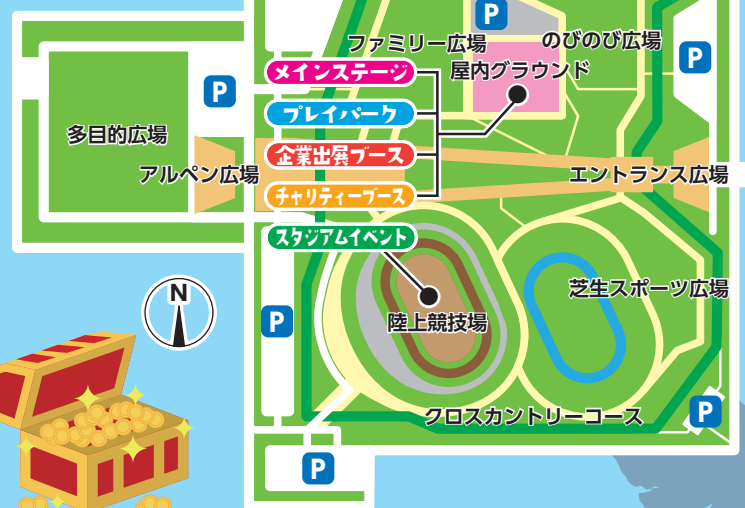 P
ファミリー広場
のびのび広場
P
メインステージ
屋内グラウンド
P
プレイパーク
多目的広場
企業出展ブース
アルペン広場
エントランス広場
チャリティーブース
スタジアムイベント
芝生スポーツ広場
N
P
陸上競技場
クロスカントリーコース
P
P